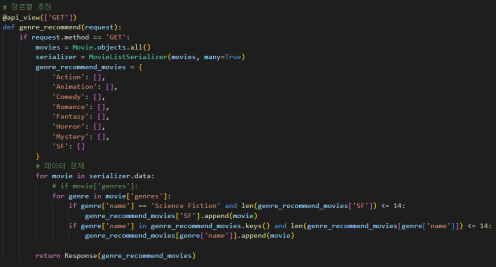 # 장르별 추천
@api_view(['GET'])
def genre_recommend(request):
    if request.method == 'GET':
        movies = Movie.objects.all()
        serializer = MovieListSerializer(movies, many=True)
        genre_recommend_movies = {
            'Action': [],
            'Animation': [],
            'Comedy': [],
            'Romance': [],
            'Fantasy': [],
            'Horror': [],
            'Mystery': [],
            'SF': []
        }
        # 데이터 정제
        for movie in serializer.data:
            # if movie['genres']:
            for genre in movie['genres']:
                if genre['name'] == 'Science Fiction' and len(genre_recommend_movies['SF']) <= 14:
                    genre_recommend_movies['SF'].append(movie)
                if genre['name'] in genre_recommend_movies.keys() and len(genre_recommend_movies[genre['name']]) <= 14:
                    genre_recommend_movies[genre['name']].append(movie)
        return Response(genre_recommend_movies)